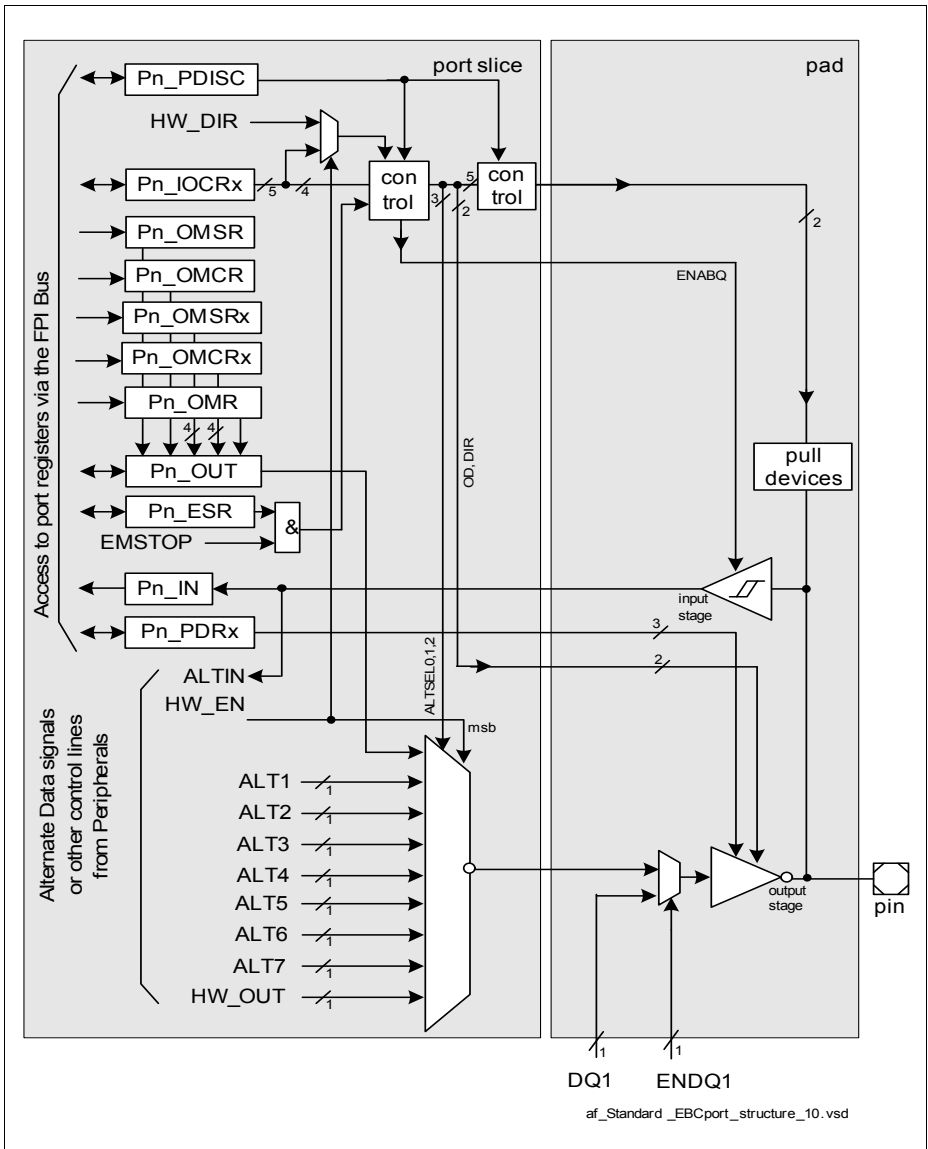 port slice
pad
Pn_PDISC
HW_DIR
Pn_IOCRx
5
4
con
trol
3
2
5
con
trol
2
Pn_OMSR
Pn_OMCR
ENABQ
Pn_OMSRx
Pn_OMCRx
Pn_OMR
4
4
Pn_OUT
OD, DIR
pull
devices
Pn_ESR
&
EMSTOP
Pn_IN
input
stage
Pn_PDRx
3
2
Access to port registers via the FPI Bus
ALTIN
HW_EN
ALTSEL0,1,2
msb
Alternate Data signals
or other control lines
from Peripherals
ALT1
1
ALT2
1
ALT3
1
ALT4
1
ALT5
1
ALT6
1
ALT7
1
HW_OUT
1
output
stage
pin
1
1
DQ1
ENDQ1
af_Standard _EBCport_structure_10.vsd